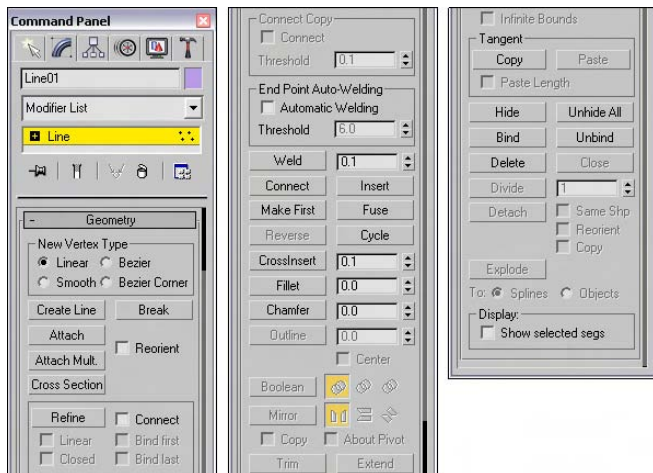 Command Panel
Line01
Modifier List
Line
- Geometry
New Vertex Type
Linear Bezier
Smooth Bezier Corner
Create Line Break
Attach
Reorient
Attach Mult.
Cross Section
Refine Connect
Linear Bind first
Closed Bind last
Connect Copy
Connect
Threshold 0.1
End Point Auto-Welding
Automatic Welding
Threshold 6.0
Weld 0.1
Connect Insert
Make First Fuse
Reverse Cycle
CrossInsert 0.1
Fillet 0.0
Chamfer 0.0
Outline 0.0
Center
Boolean
Mirror
Copy About Pivot
Trim Extend
Infinite Bounds
Tangent
Copy Paste
Paste Length
Hide Unhide All
Bind Unbind
Delete Close
Divide 1
Detach Same Shp
Reorient
Copy
Explode
To: Splines Objects
Display:
Show selected segs